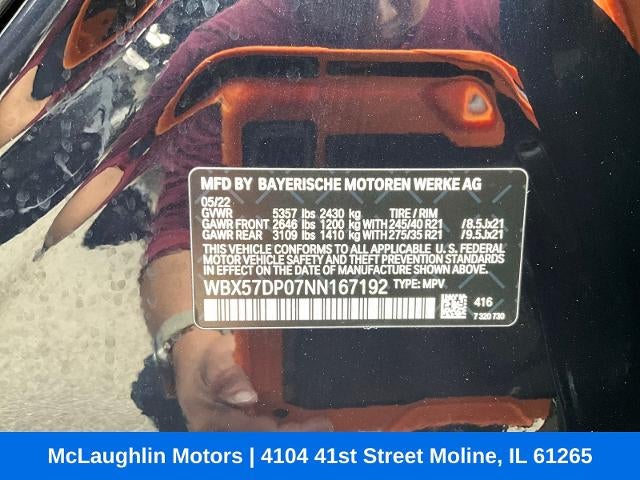 MFD BY BAYERISCHE MOTOREN WERKE AG
05/22
GVWR 5357 lbs 2430 kg TIRE / RIM
GAWR FRONT 2646 lbs 1200 kg WITH 245/40 R21 /8.5Jx21
GAWR REAR 3109 lbs 1410 kg WITH 275/35 R21 /9.5Jx21
THIS VEHICLE CONFORMS TO ALL APPLICABLE U. S. FEDERAL
MOTOR VEHICLE SAFETY STANDARDS IN EFFECT ON THE
DATE OF MANUFACTURE SHOWN ABOVE.
WBX57DP07NN167192 TYPE: MPV
416
7 320 730
McLaughlin Motors | 4104 41st Street Moline, IL 61265